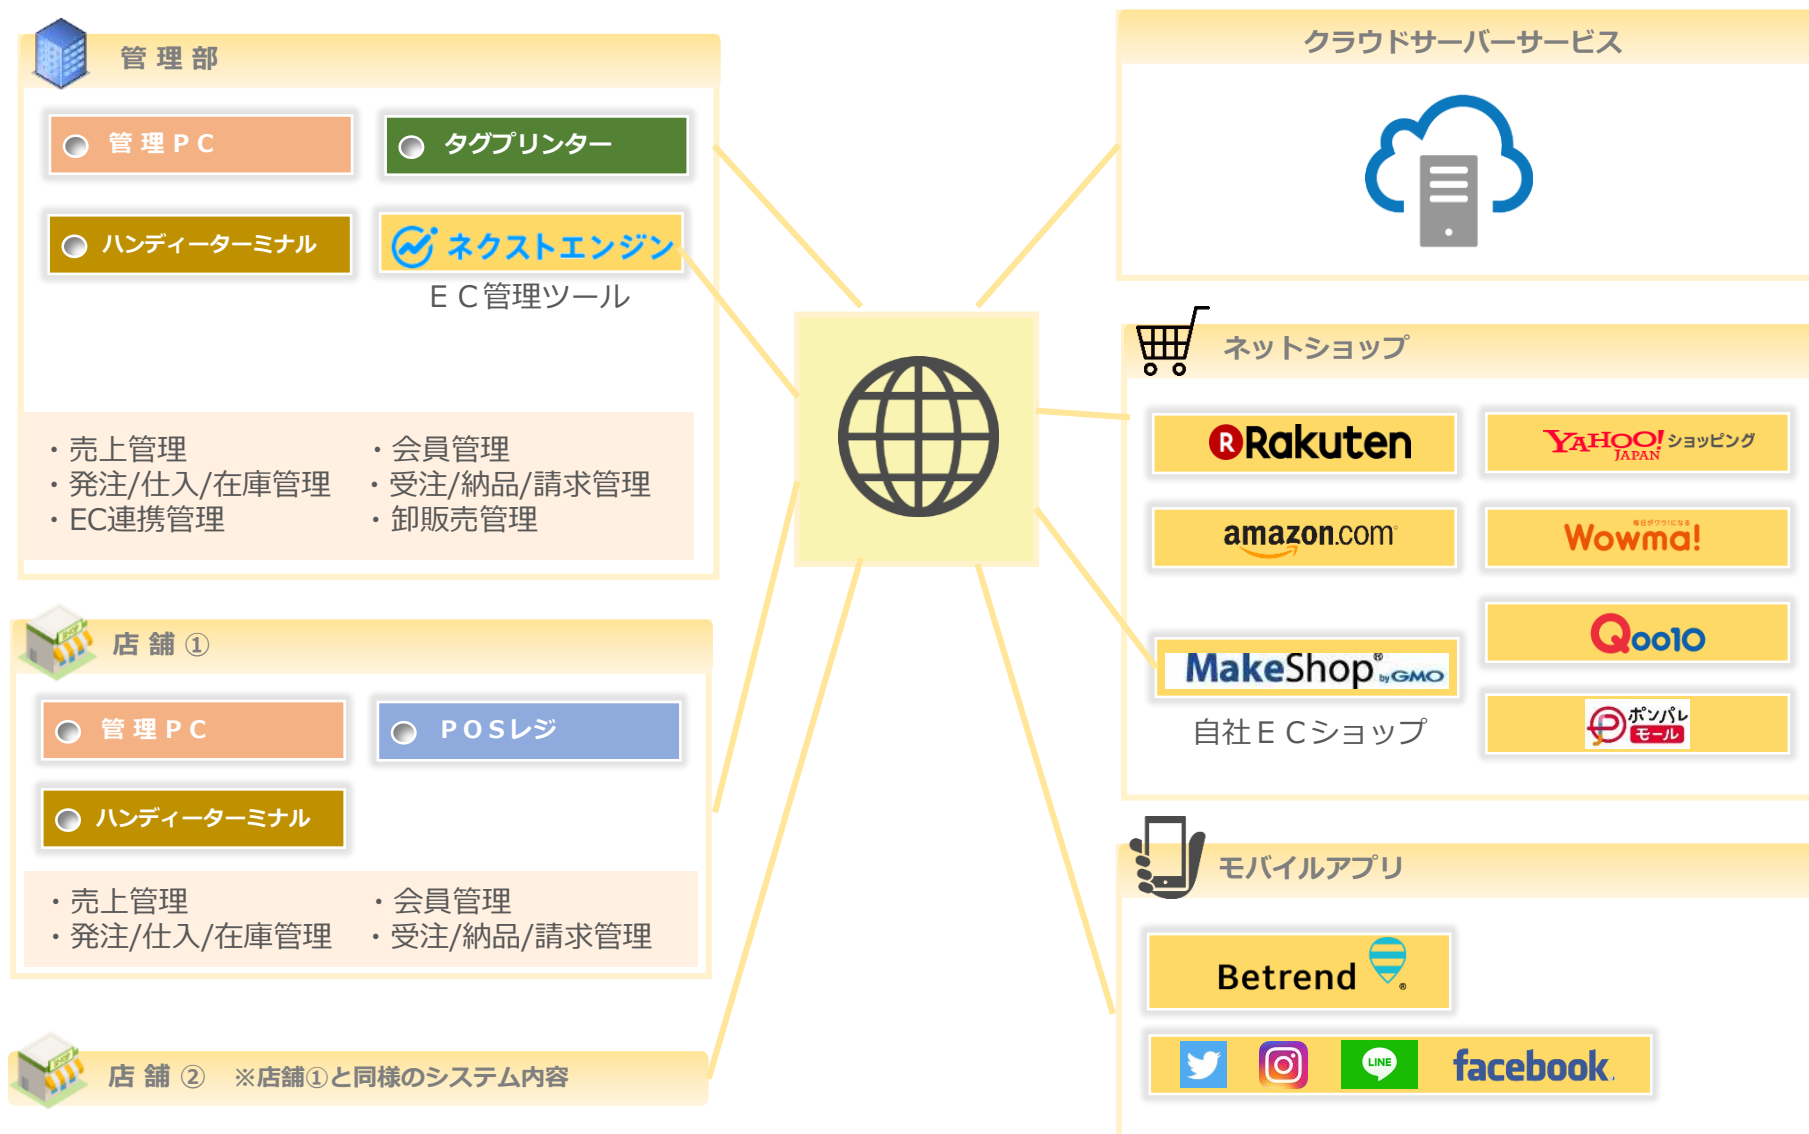 管 理 部
管 理 P C
タグプリンター
ハンディーターミナル
ネクストエンジン
ＥＣ管理ツール
・売上管理
・会員管理
・発注/仕入/在庫管理
・受注/納品/請求管理
・EC連携管理
・卸販売管理
店 舗 ①
管 理 P C
ＰＯＳレジ
ハンディーターミナル
・売上管理
・会員管理
・発注/仕入/在庫管理
・受注/納品/請求管理
店 舗 ② ※店舗①と同様のシステム内容
クラウドサーバーサービス
ネットショップ
R Rakuten
YAHOO! ショッピング
JAPAN
amazon.com
毎日がワウ!になる
Wowma!
Qoo10
MakeShop® by GMO
自社ＥＣショップ
ポンパレ
モール
モバイルアプリ
Betrend ®
LINE
facebook.